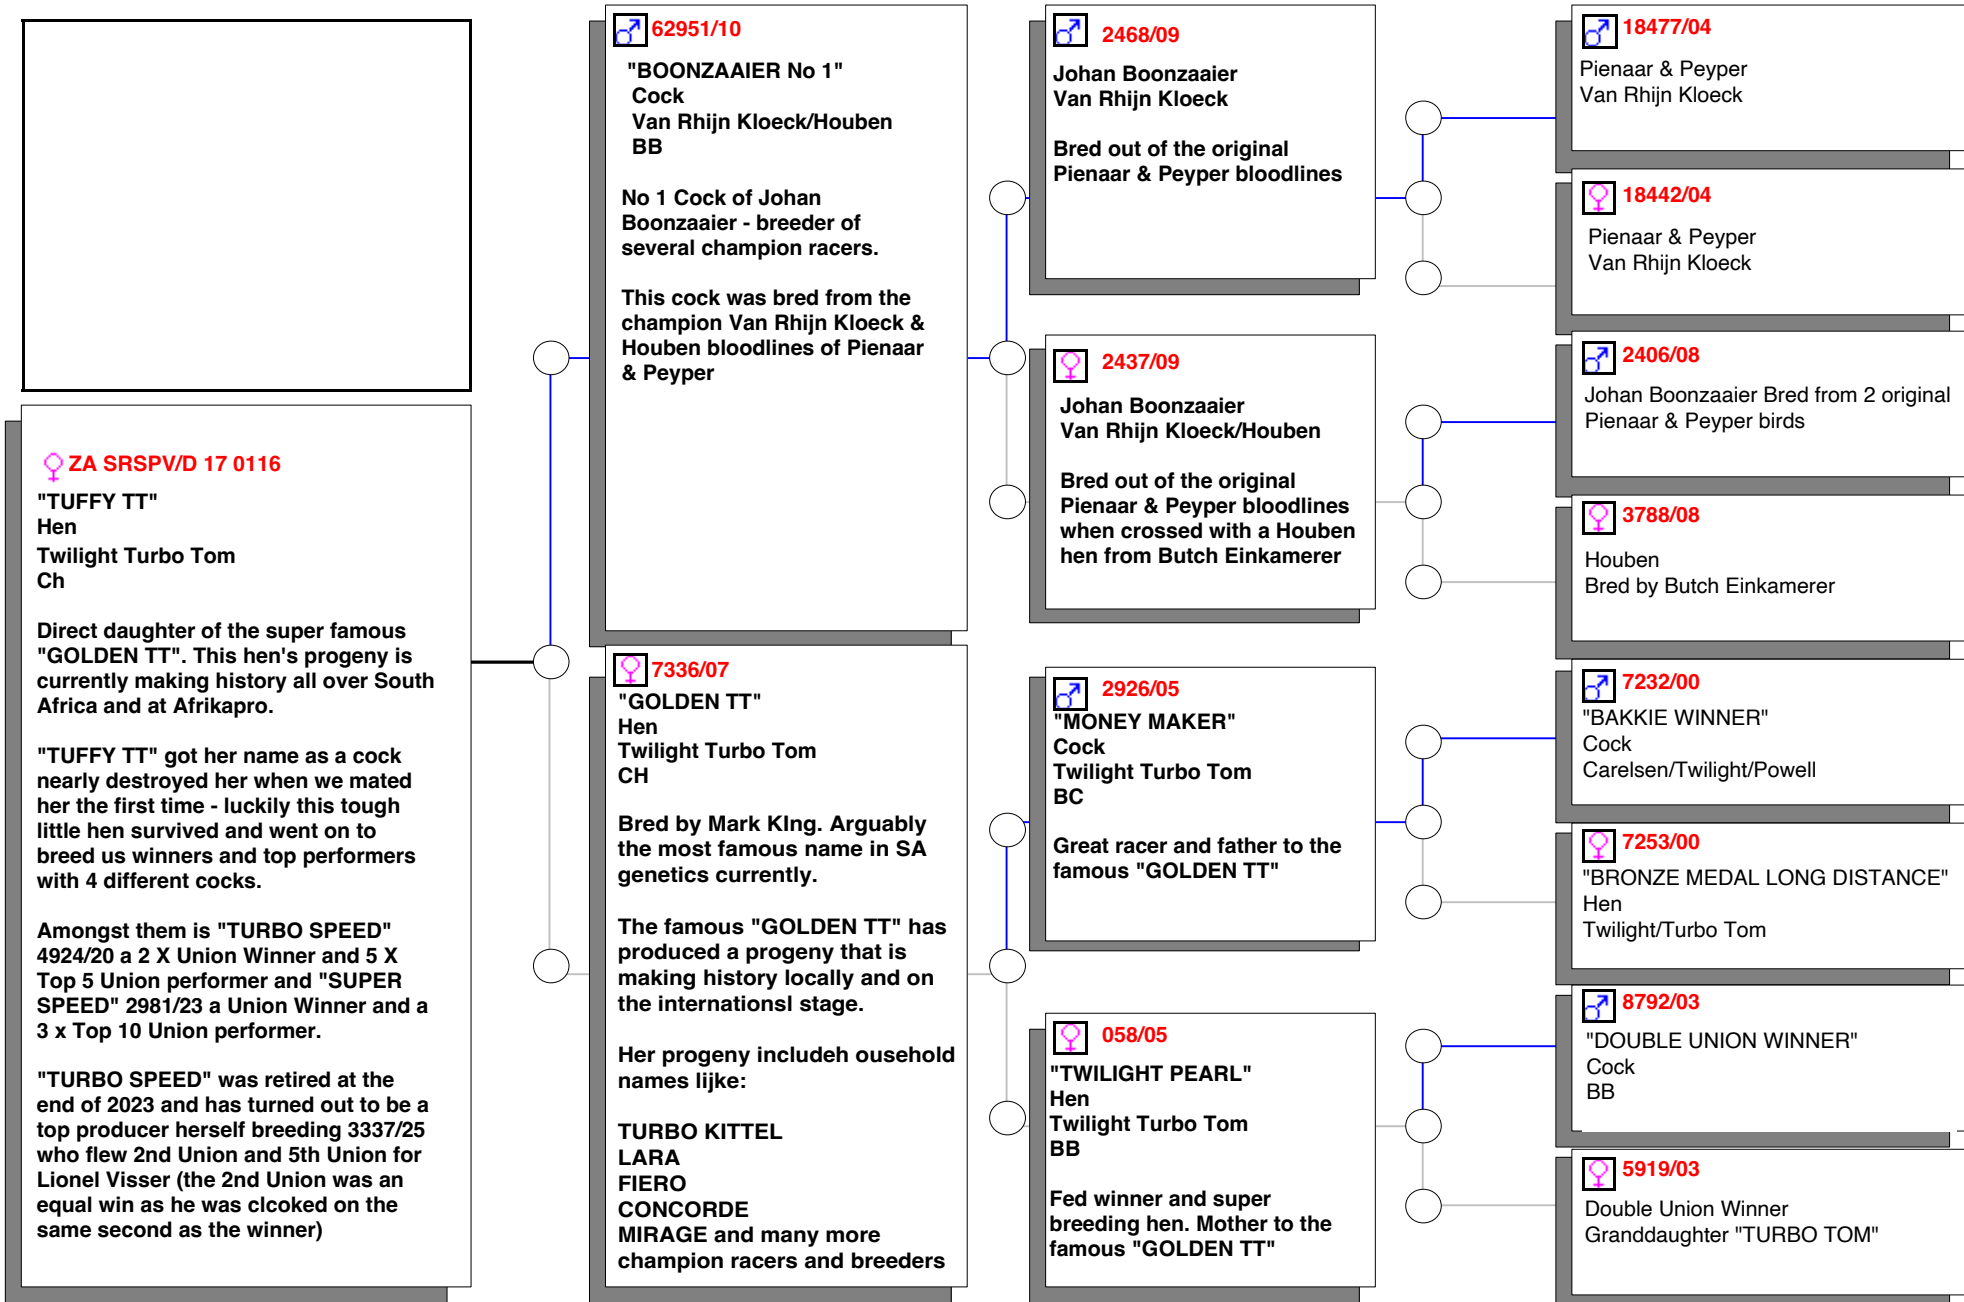 ZA SRSPV/D 17 0116
"TUFFY TT"
Hen
Twilight Turbo Tom
Ch
Direct daughter of the super famous
"GOLDEN TT". This hen's progeny is
currently making history all over South
Africa and at Afrikapro.
"TUFFY TT" got her name as a cock
nearly destroyed her when we mated
her the first time - luckily this tough
little hen survived and went on to
breed us winners and top performers
with 4 different cocks.
Amongst them is "TURBO SPEED"
4924/20 a 2 X Union Winner and 5 X
Top 5 Union performer and "SUPER
SPEED" 2981/23 a Union Winner and a
3 x Top 10 Union performer.
"TURBO SPEED" was retired at the
end of 2023 and has turned out to be a
top producer herself breeding 3337/25
who flew 2nd Union and 5th Union for
Lionel Visser (the 2nd Union was an
equal win as he was clcoked on the
same second as the winner)
62951/10
"BOONZAAIER No 1"
Cock
Van Rhijn Kloeck/Houben
BB
No 1 Cock of Johan
Boonzaaier - breeder of
several champion racers.
This cock was bred from the
champion Van Rhijn Kloeck &
Houben bloodlines of Pienaar
& Peyper
7336/07
"GOLDEN TT"
Hen
Twilight Turbo Tom
CH
Bred by Mark KIng. Arguably
the most famous name in SA
genetics currently.
The famous "GOLDEN TT" has
produced a progeny that is
making history locally and on
the internationsl stage.
Her progeny includeh ousehold
names lijke:
TURBO KITTEL
LARA
FIERO
CONCORDE
MIRAGE and many more
champion racers and breeders
2468/09
Johan Boonzaaier
Van Rhijn Kloeck
Bred out of the original
Pienaar & Peyper bloodlines
2437/09
Johan Boonzaaier
Van Rhijn Kloeck/Houben
Bred out of the original
Pienaar & Peyper bloodlines
when crossed with a Houben
hen from Butch Einkamerer
2926/05
"MONEY MAKER"
Cock
Twilight Turbo Tom
BC
Great racer and father to the
famous "GOLDEN TT"
058/05
"TWILIGHT PEARL"
Hen
Twilight Turbo Tom
BB
Fed winner and super
breeding hen. Mother to the
famous "GOLDEN TT"
18477/04
Pienaar & Peyper
Van Rhijn Kloeck
18442/04
Pienaar & Peyper
Van Rhijn Kloeck
2406/08
Johan Boonzaaier Bred from 2 original
Pienaar & Peyper birds
3788/08
Houben
Bred by Butch Einkamerer
7232/00
"BAKKIE WINNER"
Cock
Carelsen/Twilight/Powell
7253/00
"BRONZE MEDAL LONG DISTANCE"
Hen
Twilight/Turbo Tom
8792/03
"DOUBLE UNION WINNER"
Cock
BB
5919/03
Double Union Winner
Granddaughter "TURBO TOM"